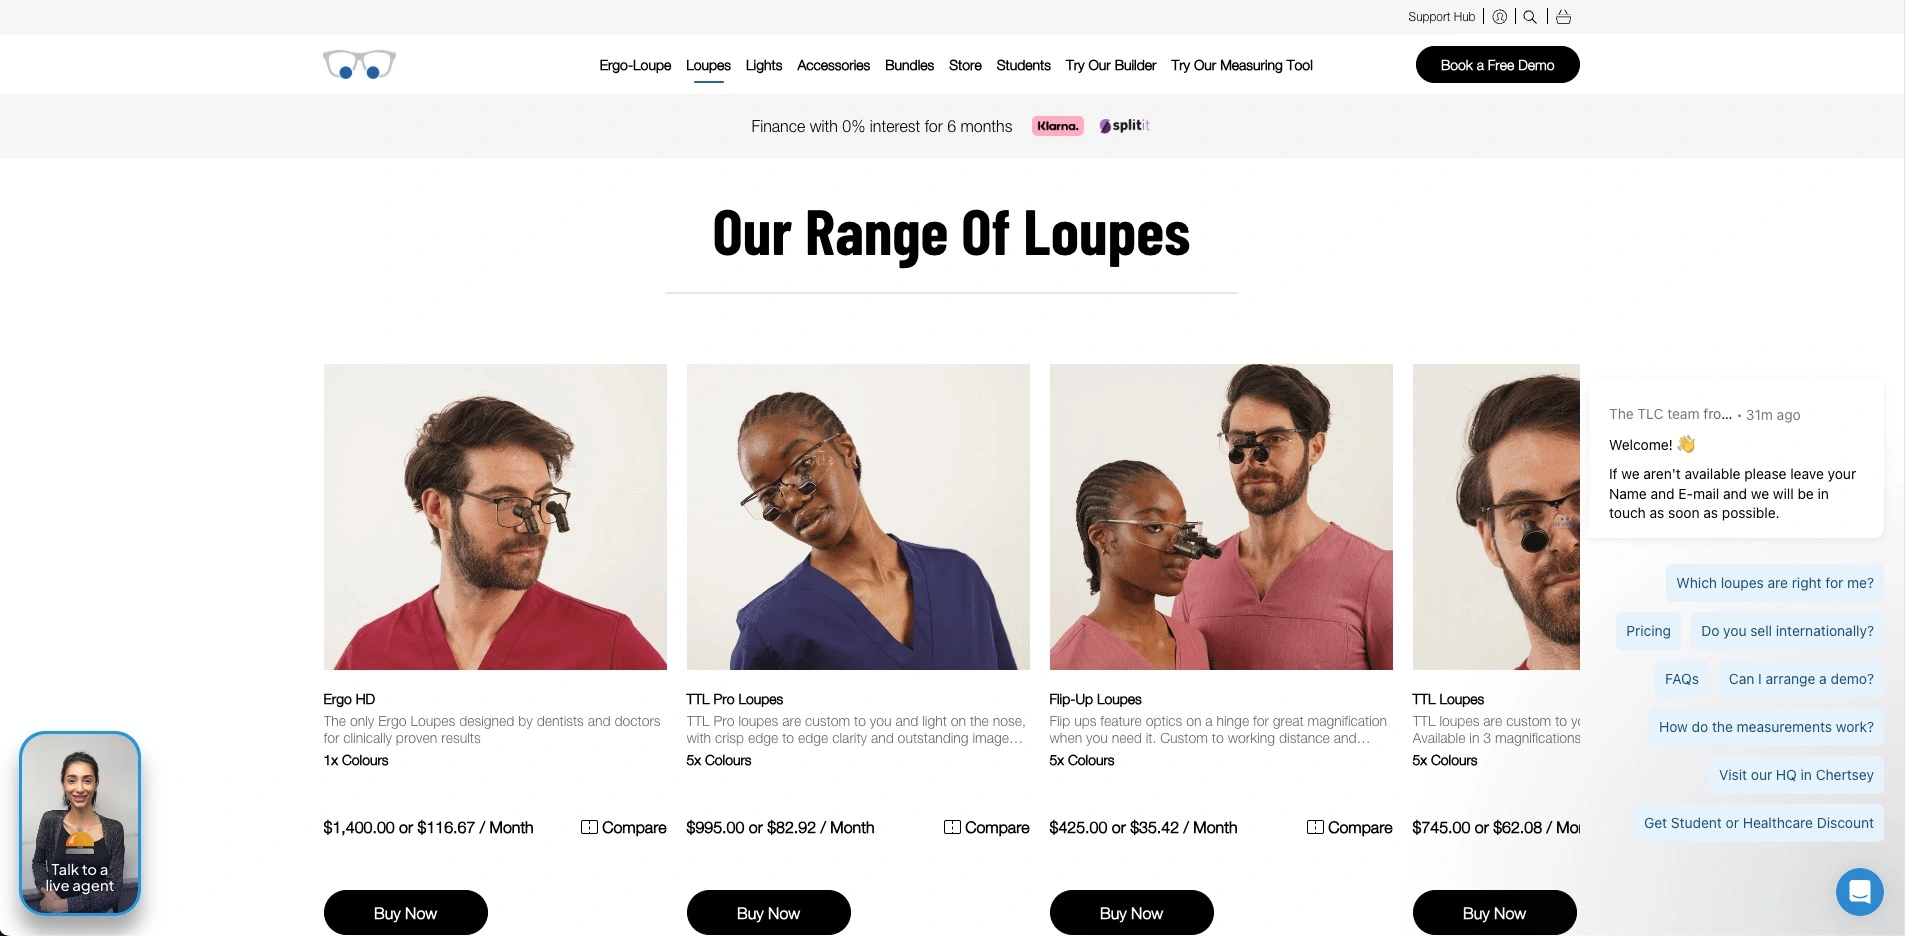 Support Hub
Ergo-Loupe Loupes Lights Accessories Bundles Store Students Try Our Builder Try Our Measuring Tool
Book a Free Demo
Finance with 0% interest for 6 months Klarna. splitit
Our Range Of Loupes
Ergo HD
The only Ergo Loupes designed by dentists and doctors
for clinically proven results
1x Colours
$1,400.00 or $116.67 / Month
Compare
Buy Now
TTL Pro Loupes
TTL Pro loupes are custom to you and light on the nose,
with crisp edge to edge clarity and outstanding image...
5x Colours
$995.00 or $82.92 / Month
Compare
Buy Now
Flip-Up Loupes
Flip ups feature optics on a hinge for great magnification
when you need it. Custom to working distance and...
5x Colours
$425.00 or $35.42 / Month
Compare
Buy Now
TTL Loupes
TTL loupes are custom to
Available in 3 magnifications
5x Colours
$745.00 or $62.08 /
Buy Now
The TLC team fro... • 31m ago
Welcome! 👋
If we aren't available please leave your
Name and E-mail and we will be in
touch as soon as possible.
Which loupes are right for me?
Pricing
Do you sell internationally?
FAQs
Can I arrange a demo?
How do the measurements work?
Visit our HQ in Chertsey
Get Student or Healthcare Discount
Talk to a
live agent